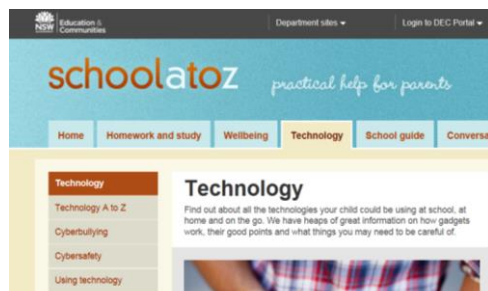 NSW
Education &
Communities
Department sites
Login to DEC Portal
schoolatoz
practical help for parents
Home
Homework and study
Wellbeing
Technology
School guide
Conversa
Technology
Technology A to Z
Cyberbullying
Cybersafety
Using technology
Technology
Find out about all the technologies your child could be using at school, at
home and on the go. We have heaps of great information on how gadgets
work, their good points and what things you may need to be careful of.